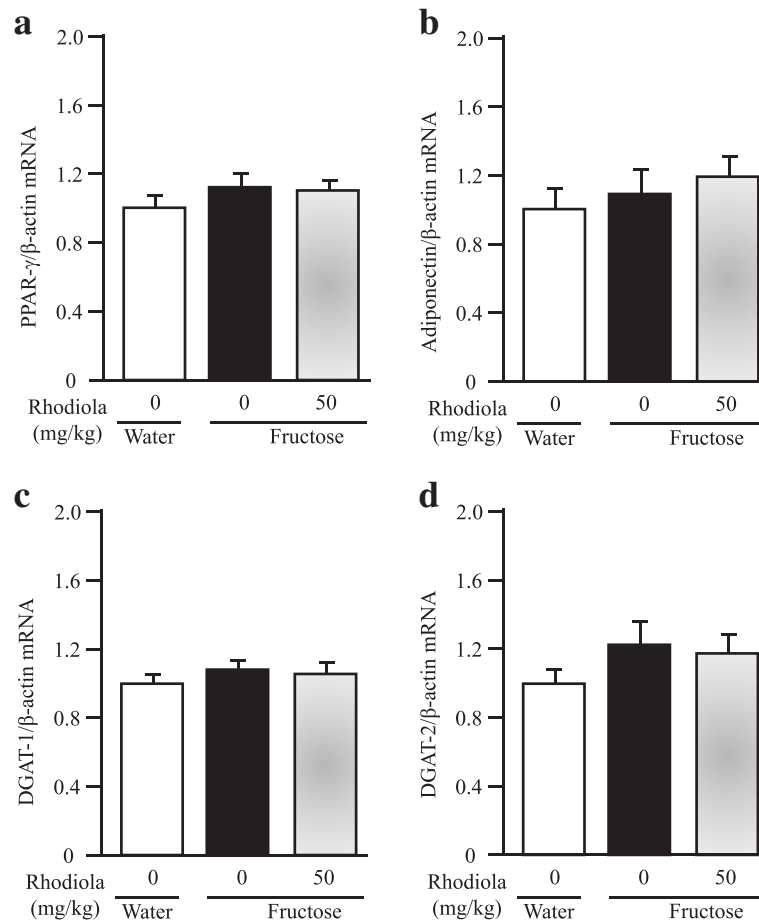 a
2.0
1.6
1.2
0.8
0.4
0
PPAR-γ/β-actin mRNA
Rhodiola 0 0 50
(mg/kg) Water Fructose
b
2.0
1.6
1.2
0.8
0.4
0
Adiponectin/β-actin mRNA
Rhodiola 0 0 50
(mg/kg) Water Fructose
c
2.0
1.6
1.2
0.8
0.4
0
DGAT-1/β-actin mRNA
Rhodiola 0 0 50
(mg/kg) Water Fructose
d
2.0
1.6
1.2
0.8
0.4
0
DGAT-2/β-actin mRNA
Rhodiola 0 0 50
(mg/kg) Water Fructose